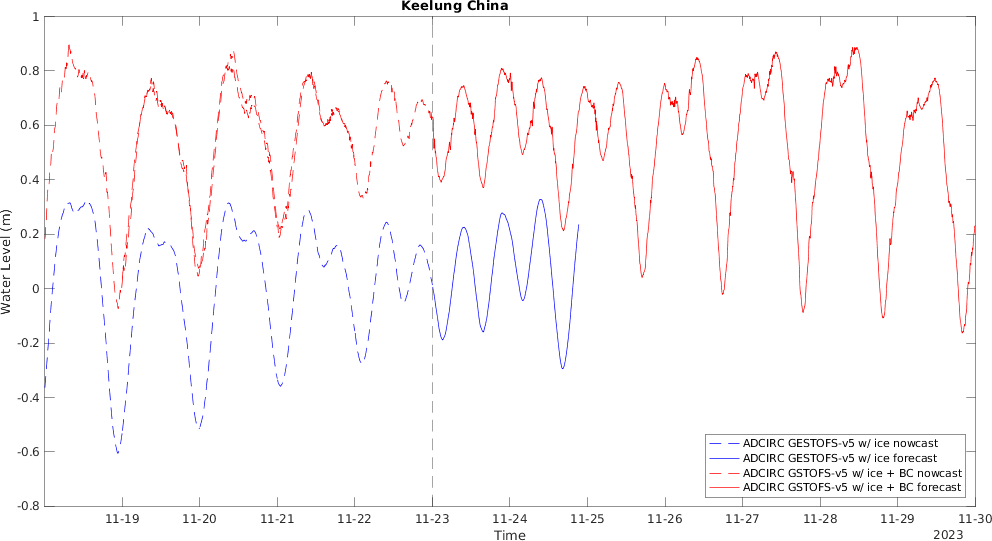 Keelung China
Water Level (m)
1
0.8
0.6
0.4
0.2
0
-0.2
-0.4
-0.6
-0.8
ADCIRC GESTOFS-v5 w/ ice nowcast
ADCIRC GESTOFS-v5 w/ ice forecast
ADCIRC GSTOFS-v5 w/ ice + BC nowcast
ADCIRC GSTOFS-v5 w/ ice + BC forecast
11-19 11-20 11-21 11-22 11-23 11-24 11-25 11-26 11-27 11-28 11-29 11-30
Time
2023